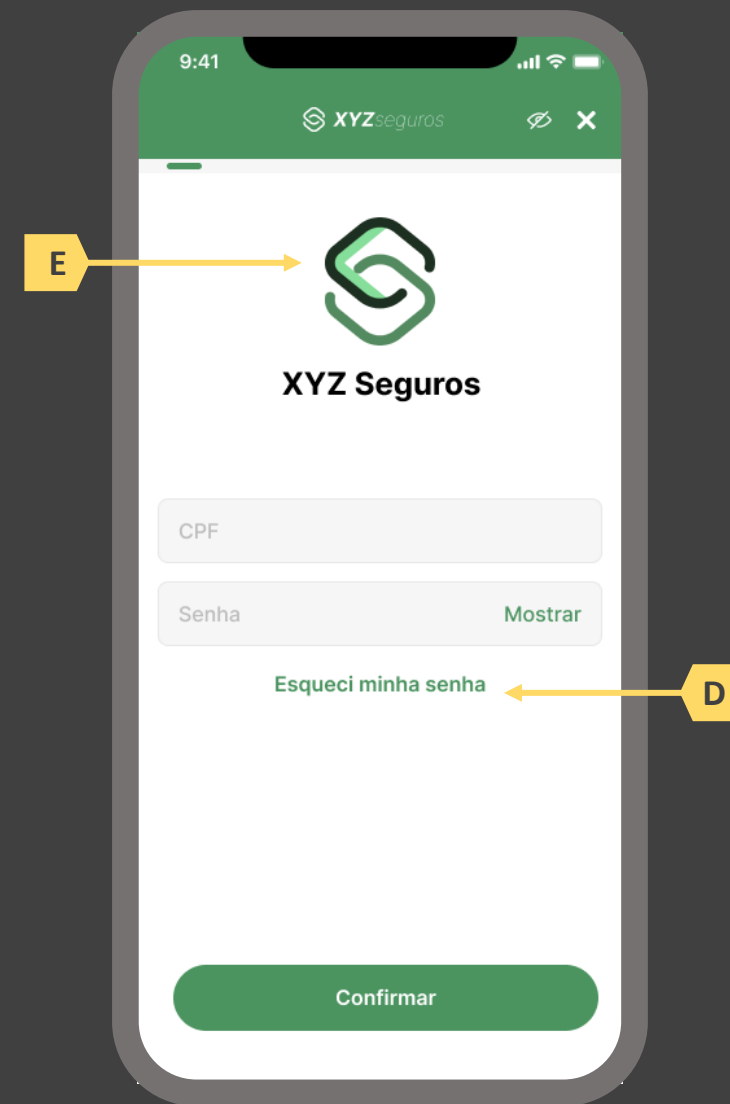 9:41
XYZseguros
E
XYZ Seguros
CPF
Senha
Mostrar
Esqueci minha senha
D
Confirmar